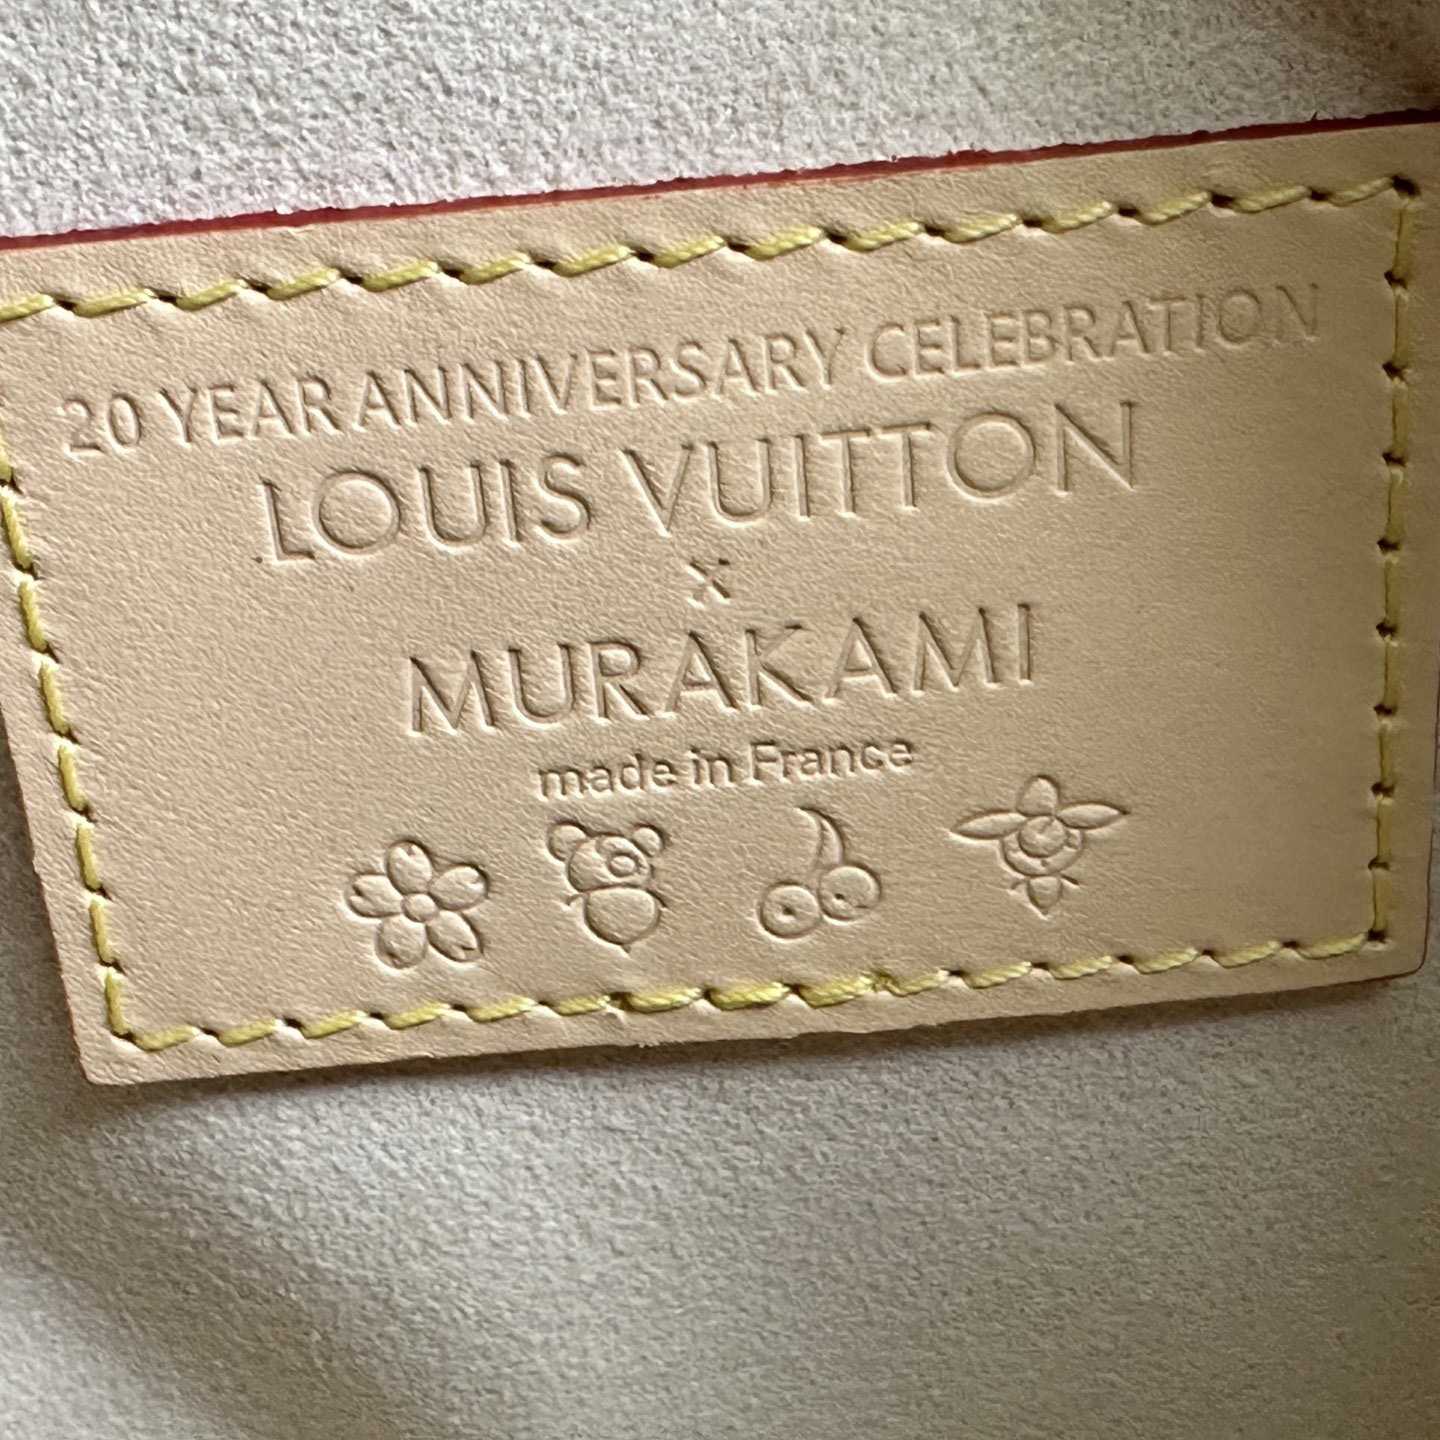 20 YEAR ANNIVERSARY CELEBRATION
LOUIS VUITTON
x
MURAKAMI
made in France